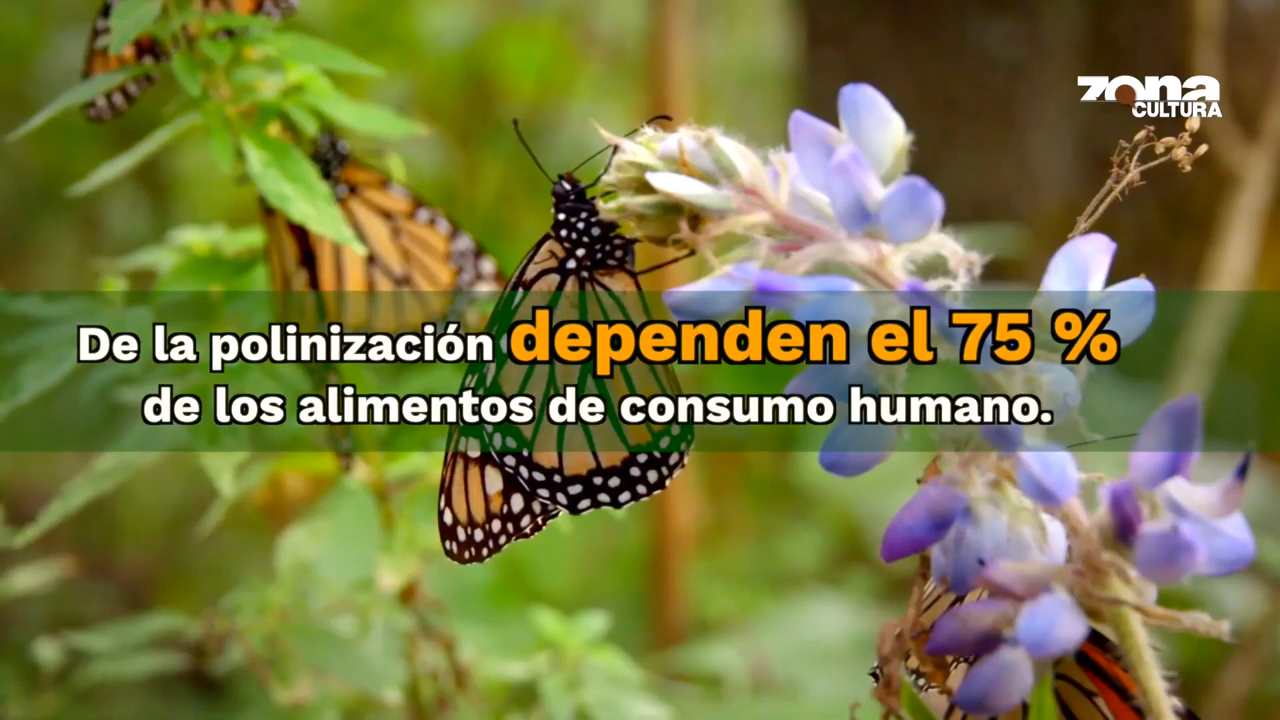 zona
CULTURA
De la polinización dependen el 75 %
de los alimentos de consumo humano.